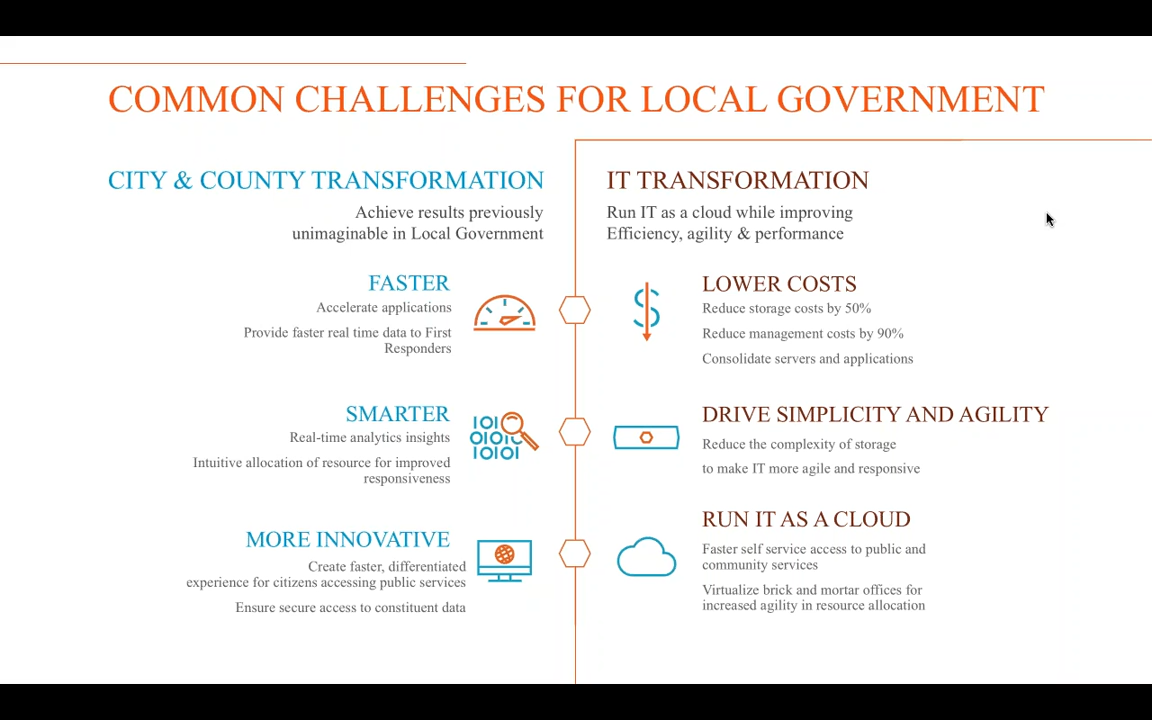 COMMON CHALLENGES FOR LOCAL GOVERNMENT
CITY & COUNTY TRANSFORMATION
Achieve results previously
unimaginable in Local Government
FASTER
Accelerate applications
Provide faster real time data to First
Responders
SMARTER
Real-time analytics insights
Intuitive allocation of resource for improved
responsiveness
MORE INNOVATIVE
Create faster, differentiated
experience for citizens accessing public services
Ensure secure access to constituent data
IT TRANSFORMATION
Run IT as a cloud while improving
Efficiency, agility & performance
LOWER COSTS
Reduce storage costs by 50%
Reduce management costs by 90%
Consolidate servers and applications
DRIVE SIMPLICITY AND AGILITY
Reduce the complexity of storage
to make IT more agile and responsive
RUN IT AS A CLOUD
Faster self service access to public and
community services
Virtualize brick and mortar offices for
increased agility in resource allocation